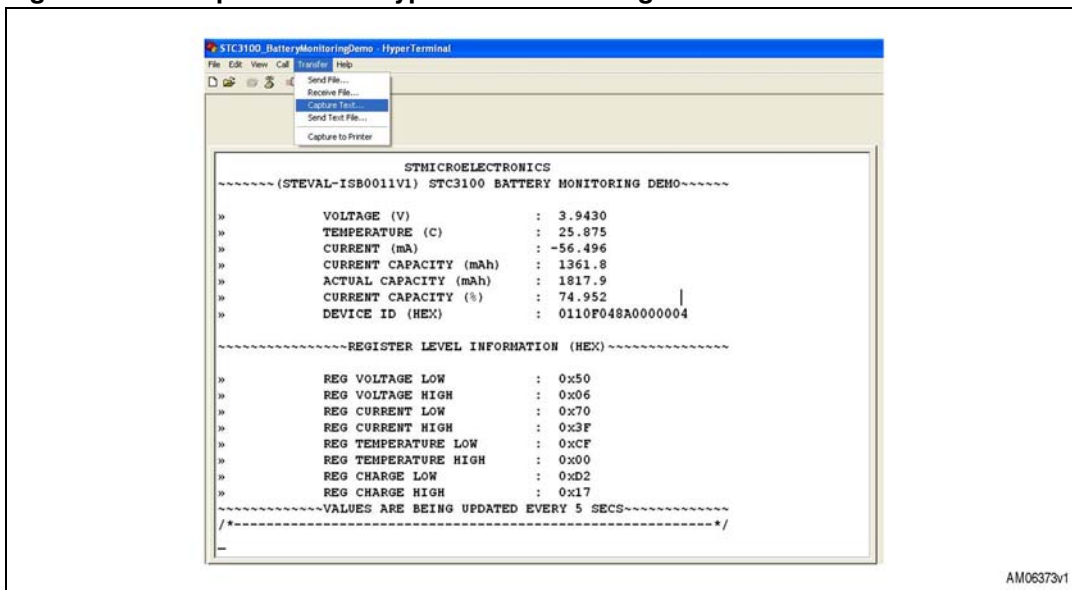 STC3100_BatteryMonitoringDemo - HyperTerminal
File Edit View Call Transfer Help
Send File...
Receive File...
Capture Text...
Send Text File...
Capture to Printer
STMICROELECTRONICS
~~~~~~~(STEVAL-ISB0011V1) STC3100 BATTERY MONITORING DEMO~~~~~~
» VOLTAGE (V) : 3.9430
» TEMPERATURE (C) : 25.875
» CURRENT (mA) : -56.496
» CURRENT CAPACITY (mAh) : 1361.8
» ACTUAL CAPACITY (mAh) : 1817.9
» CURRENT CAPACITY (%) : 74.952
» DEVICE ID (HEX) : 0110F048A0000004
~~~~~~~~~~~~~~~~REGISTER LEVEL INFORMATION (HEX)~~~~~~~~~~~~~~~
» REG VOLTAGE LOW : 0x50
» REG VOLTAGE HIGH : 0x06
» REG CURRENT LOW : 0x70
» REG CURRENT HIGH : 0x3F
» REG TEMPERATURE LOW : 0xCF
» REG TEMPERATURE HIGH : 0x00
» REG CHARGE LOW : 0xD2
» REG CHARGE HIGH : 0x17
~~~~~~~~~~~~~VALUES ARE BEING UPDATED EVERY 5 SECS~~~~~~~~~~~~~
/*-----------------------------------------------------------*/
AM06373v1